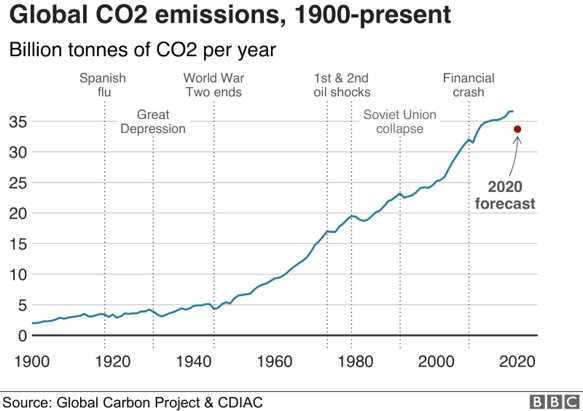 Global CO2 emissions, 1900-present
Billion tonnes of CO2 per year
Spanish
flu
World War
Two ends
1st & 2nd
oil shocks
Financial
crash
Great
Depression
Soviet Union
collapse
35
30
25
20
15
10
5
0
2020
forecast
1900
1920
1940
1960
1980
2000
2020
Source: Global Carbon Project & CDIAC
BBC